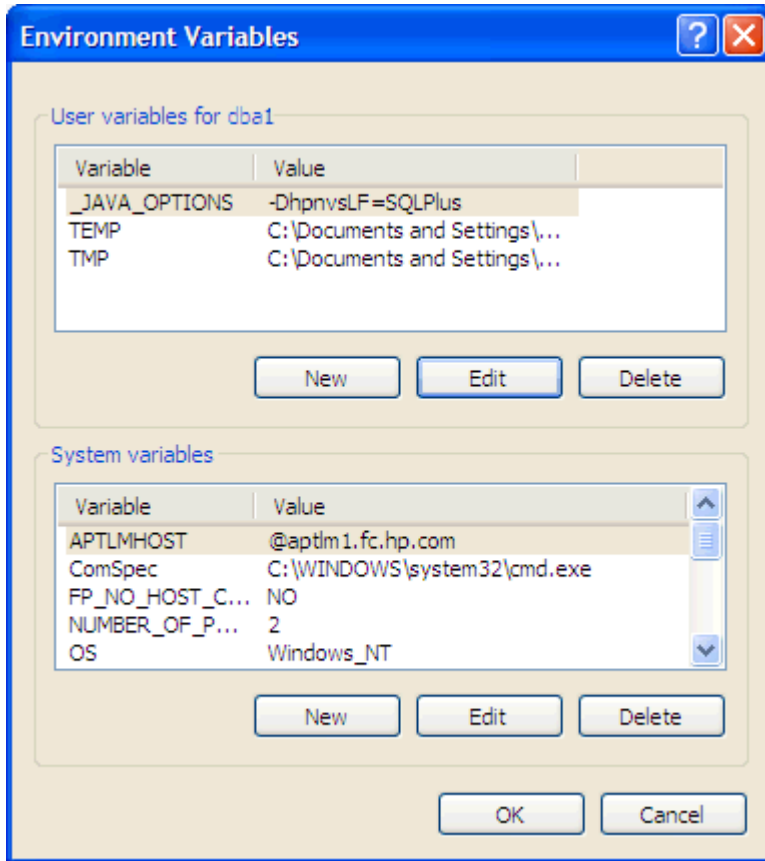 Environment Variables
User variables for dba1
Variable Value
_JAVA_OPTIONS -DhpnvsLF=SQLPlus
TEMP C:\Documents and Settings\...
TMP C:\Documents and Settings\...
New Edit Delete
System variables
Variable Value
APTLMHOST @aptlm1.fc.hp.com
ComSpec C:\WINDOWS\system32\cmd.exe
FP_NO_HOST_C... NO
NUMBER_OF_P... 2
OS Windows_NT
New Edit Delete
OK Cancel